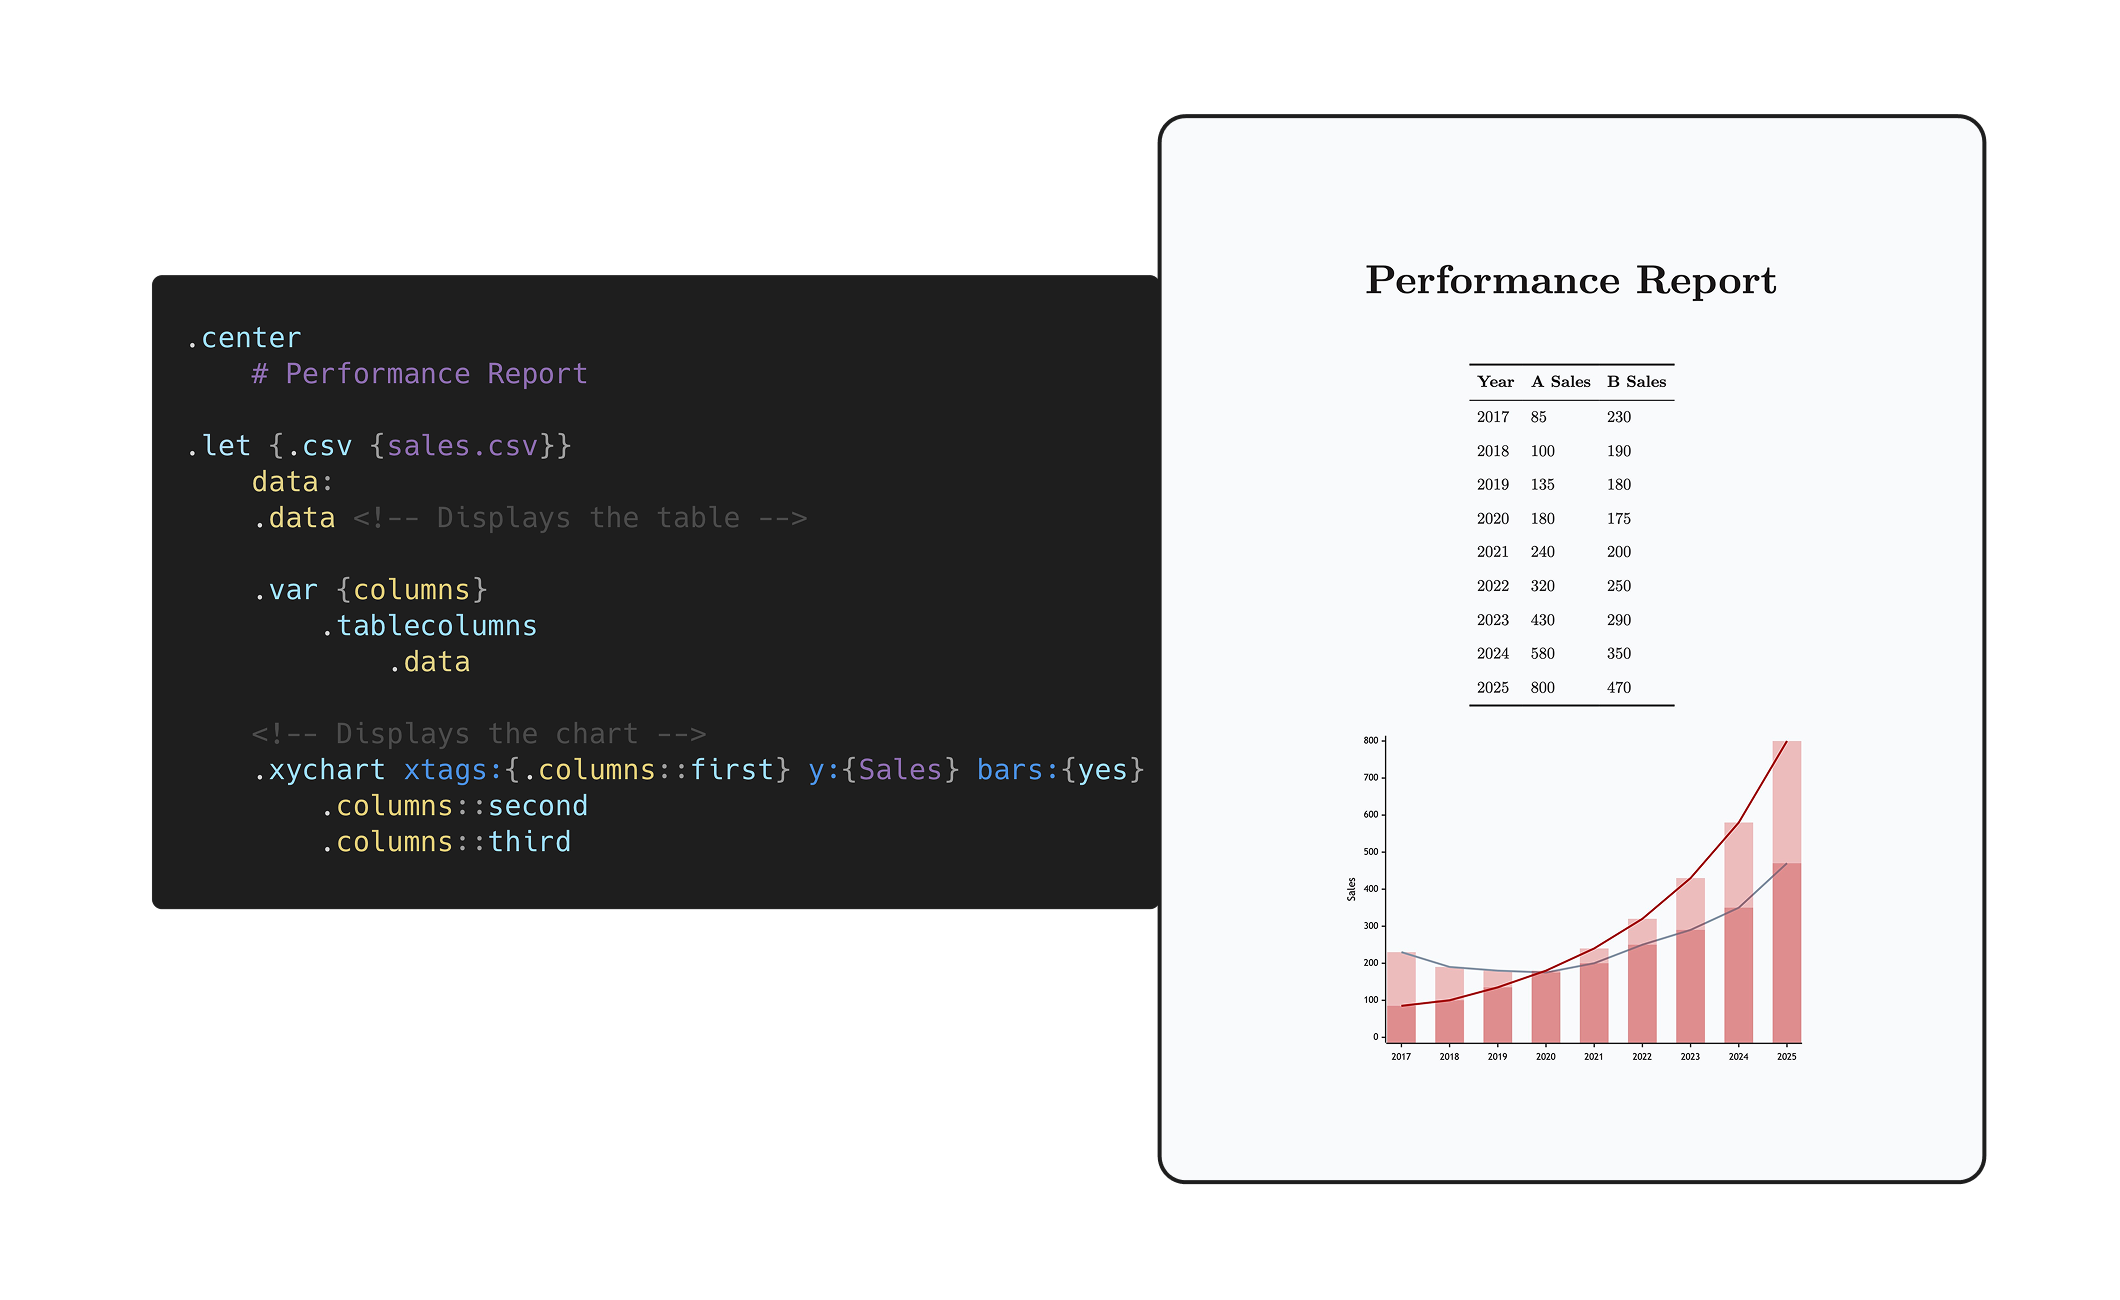 .center
    # Performance Report
.let {.csv {sales.csv}}
    data:
    .data <!-- Displays the table -->
    .var {columns}
        .tablecolumns
            .data
    <!-- Displays the chart -->
    .xychart xtags:{.columns::first} y:{Sales} bars:{yes}
        .columns::second
        .columns::third
Performance Report
Year A Sales B Sales
2017 85 230
2018 100 190
2019 135 180
2020 180 175
2021 240 200
2022 320 250
2023 430 290
2024 580 350
2025 800 470
800
700
600
500
400
300
200
100
0
Sales
2017 2018 2019 2020 2021 2022 2023 2024 2025